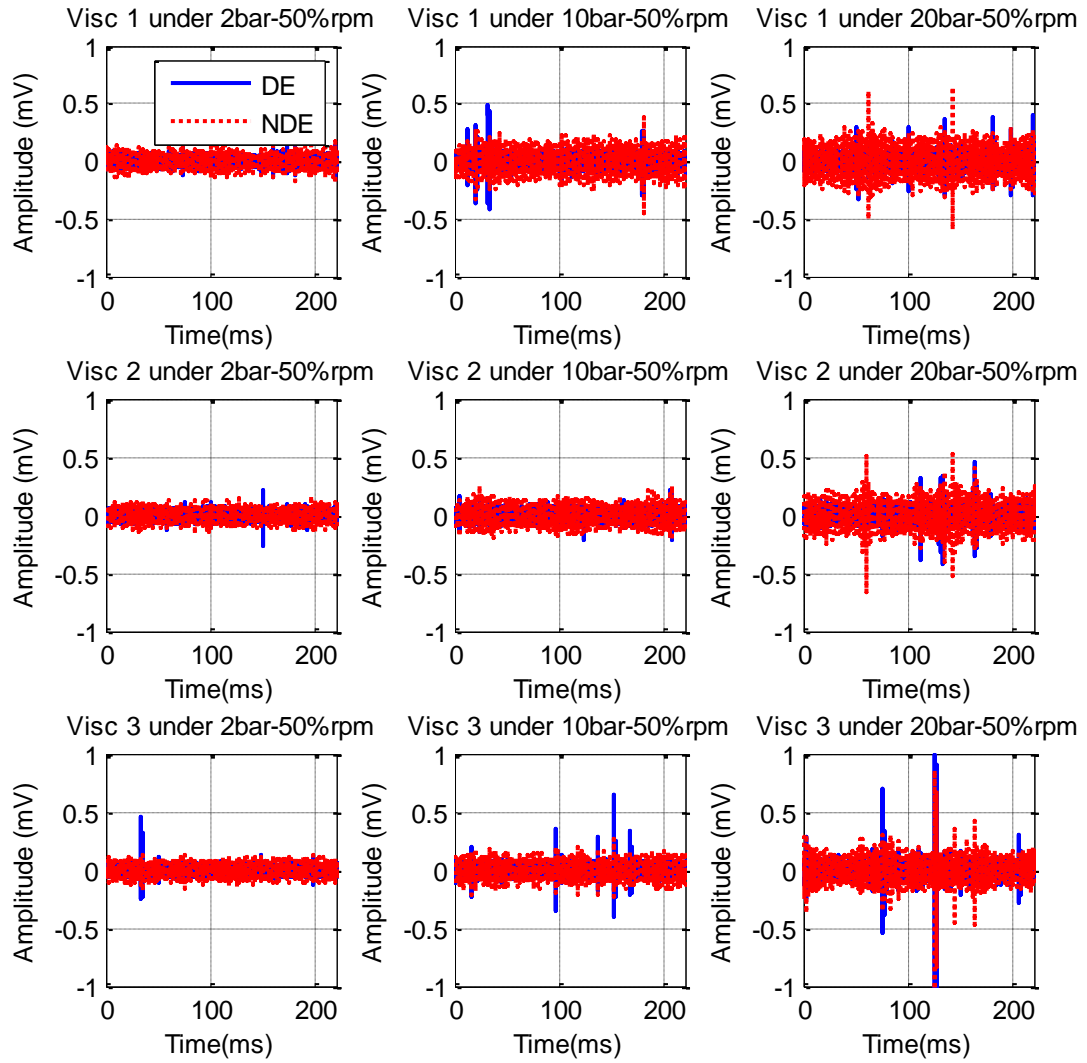 Visc 1 under 2bar-50%rpm Visc 1 under 10bar-50%rpm Visc 1 under 20bar-50%rpm
1 1 1
DE
NDE
0.5 0.5 0.5
0 0 0
-0.5 -0.5 -0.5
-1 -1 -1
Amplitude (mV) Amplitude (mV) Amplitude (mV)
0 100 200 0 100 200 0 100 200
Time(ms) Time(ms) Time(ms)
Visc 2 under 2bar-50%rpm Visc 2 under 10bar-50%rpm Visc 2 under 20bar-50%rpm
1 1 1
0.5 0.5 0.5
0 0 0
-0.5 -0.5 -0.5
-1 -1 -1
Amplitude (mV) Amplitude (mV) Amplitude (mV)
0 100 200 0 100 200 0 100 200
Time(ms) Time(ms) Time(ms)
Visc 3 under 2bar-50%rpm Visc 3 under 10bar-50%rpm Visc 3 under 20bar-50%rpm
1 1 1
0.5 0.5 0.5
0 0 0
-0.5 -0.5 -0.5
-1 -1 -1
Amplitude (mV) Amplitude (mV) Amplitude (mV)
0 100 200 0 100 200 0 100 200
Time(ms) Time(ms) Time(ms)